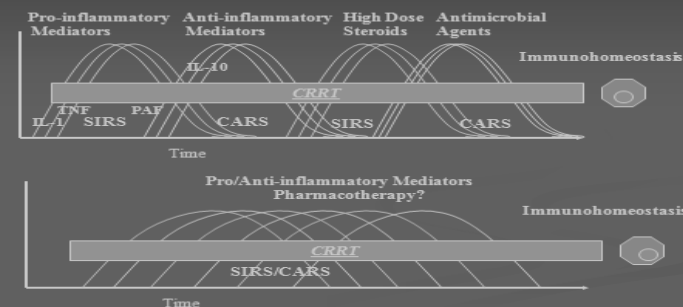 Pro-inflammatory Mediators
Anti-inflammatory Mediators
High Dose Steroids
Antimicrobial Agents
Immunohomeostasis
IL-10
CRRT
TNF
PAF
IL-1
SIRS
CARS
SIRS
CARS
Time
Pro/Anti-inflammatory Mediators
Pharmacotherapy?
Immunohomeostasis
CRRT
SIRS/CARS
Time